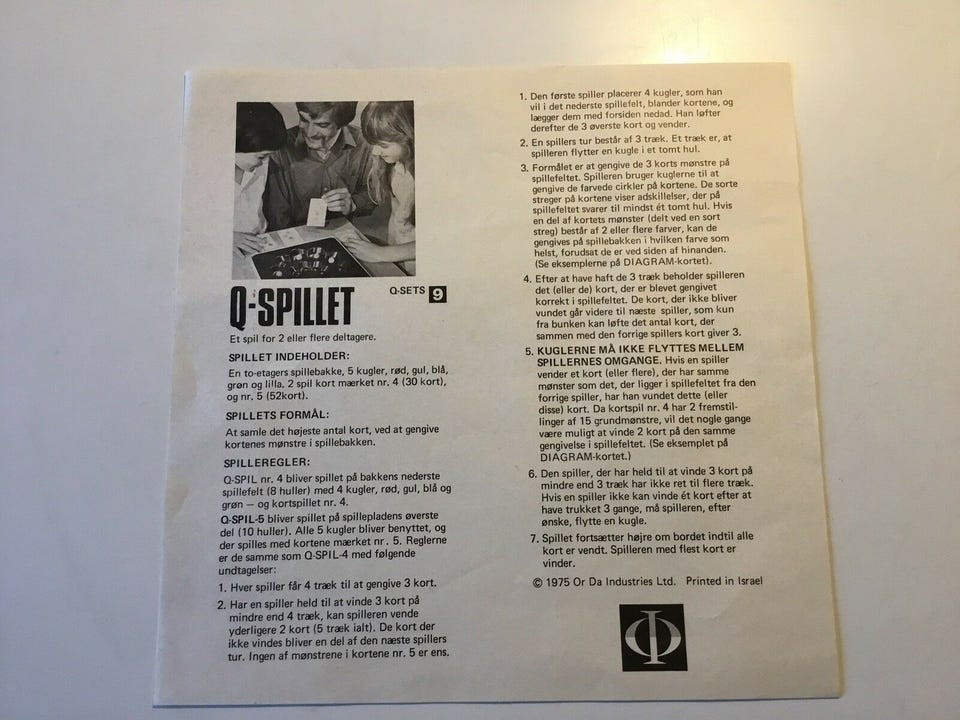 Q-SPILLET
Q-SETS 9
Et spil for 2 eller flere deltagere.
SPILLET INDEHOLDER:
En to-etagers spillebakke, 5 kugler, rød, gul, blå,
grøn og lilla. 2 spil kort mærket nr. 4 (30 kort),
og nr. 5 (52kort).
SPILLETS FORMÅL:
At samle det højeste antal kort, ved at gengive
kortenes mønstre i spillebakken.
SPILLEREGLER:
Q-SPIL nr. 4 bliver spillet på bakkens nederste
spillefelt (8 huller) med 4 kugler, rød, gul, blå og
grøn — og kortspillet nr. 4.
Q-SPIL-5 bliver spillet på spillepladens øverste
del (10 huller). Alle 5 kugler bliver benyttet, og
der spilles med kortene mærket nr. 5. Reglerne
er de samme som Q-SPIL-4 med følgende
undtagelser:
1. Hver spiller får 4 træk til at gengive 3 kort.
2. Har en spiller held til at vinde 3 kort på
mindre end 4 træk, kan spilleren vende
yderligere 2 kort (5 træk ialt). De kort der
ikke vindes bliver en del af den næste spillers
tur. Ingen af mønstrene i kortene nr. 5 er ens.
1. Den første spiller placerer 4 kugler, som han
vil i det nederste spillefelt, blander kortene, og
lægger dem med forsiden nedad. Han løfter
derefter de 3 øverste kort og vender.
2. En spillers tur består af 3 træk. Et træk er, at
spilleren flytter en kugle i et tomt hul.
3. Formålet er at gengive de 3 korts mønstre på
spillefeltet. Spilleren bruger kuglerne til at
gengive de farvede cirkler på kortene. De sorte
streger på kortene viser adskillelser, der på
spillefeltet svarer til mindst ét tomt hul. Hvis
en del af kortets mønster (delt ved en sort
streg) består af 2 eller flere farver, kan de
gengives på spillebakken i hvilken farve som
helst, forudsat de er ved siden af hinanden.
(Se eksemplerne på DIAGRAM-kortet).
4. Efter at have haft de 3 træk beholder spilleren
det (eller de) kort, der er blevet gengivet
korrekt i spillefeltet. De kort, der ikke bliver
vundet går videre til næste spiller, som kun
fra bunken kan løfte det antal kort, der
sammen med den forrige spillers kort giver 3.
5. KUGLERNE MÅ IKKE FLYTTES MELLEM
SPILLERNES OMGANGE. Hvis en spiller
vender et kort (eller flere), der har samme
mønster som det, der ligger i spillefeltet fra den
forrige spiller, har han vundet dette (eller
disse) kort. Da kortspil nr. 4 har 2 fremstil-
linger af 15 grundmønstre, vil det nogle gange
være muligt at vinde 2 kort på den samme
gengivelse i spillefeltet. (Se eksemplet på
DIAGRAM-kortet.)
6. Den spiller, der har held til at vinde 3 kort på
mindre end 3 træk har ikke ret til flere træk.
Hvis en spiller ikke kan vinde ét kort efter at
have trukket 3 gange, må spilleren, efter
ønske, flytte en kugle.
7. Spillet fortsætter højre om bordet indtil alle
kort er vendt. Spilleren med flest kort er
vinder.
© 1975 Or Da Industries Ltd. Printed in Israel